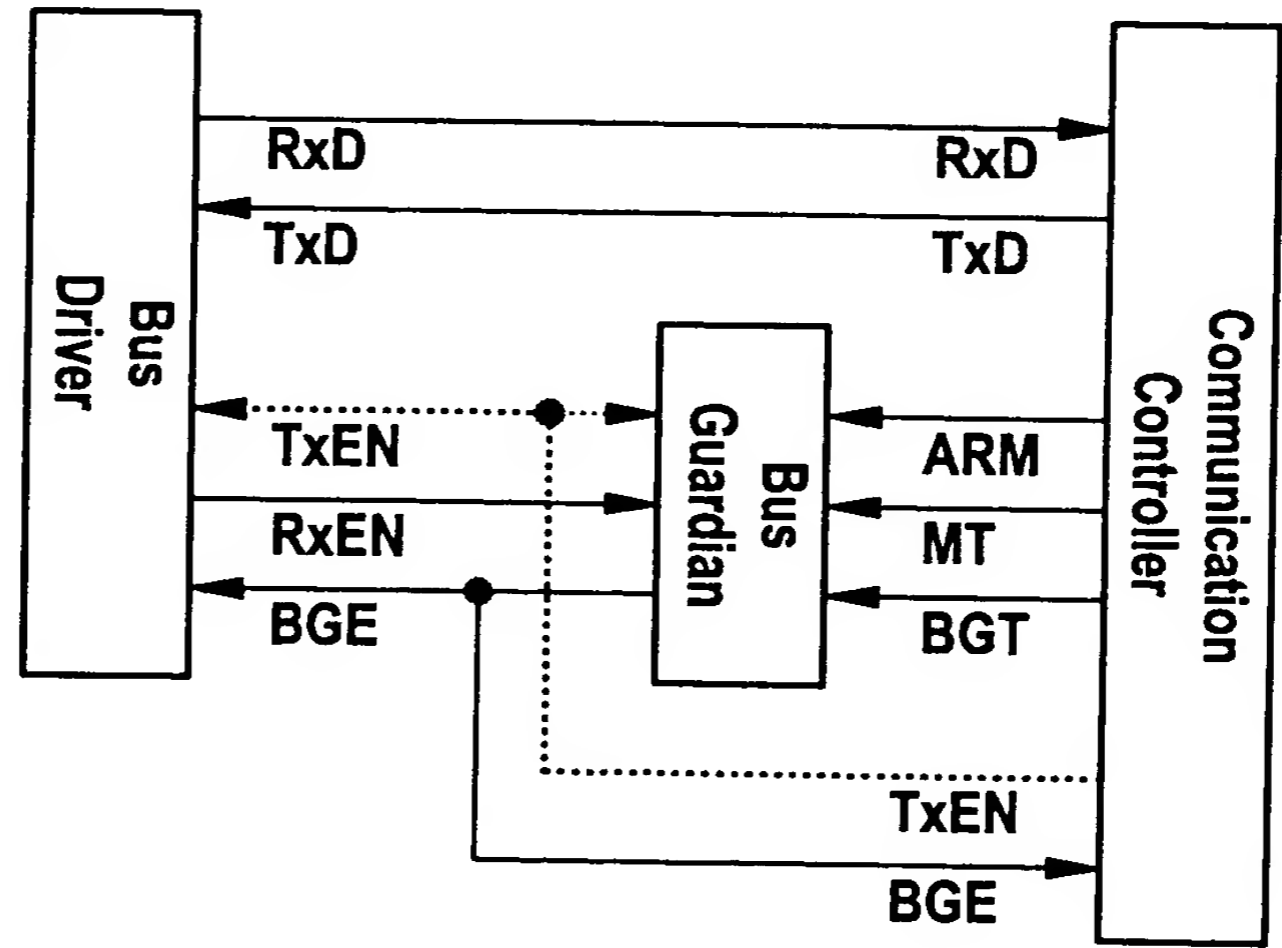 RxD
RxD
TxD
TxD
Communication
Controller
Bus
Driver
Bus
Guardian
TxEN
ARM
RxEN
MT
BGE
BGT
TxEN
BGE